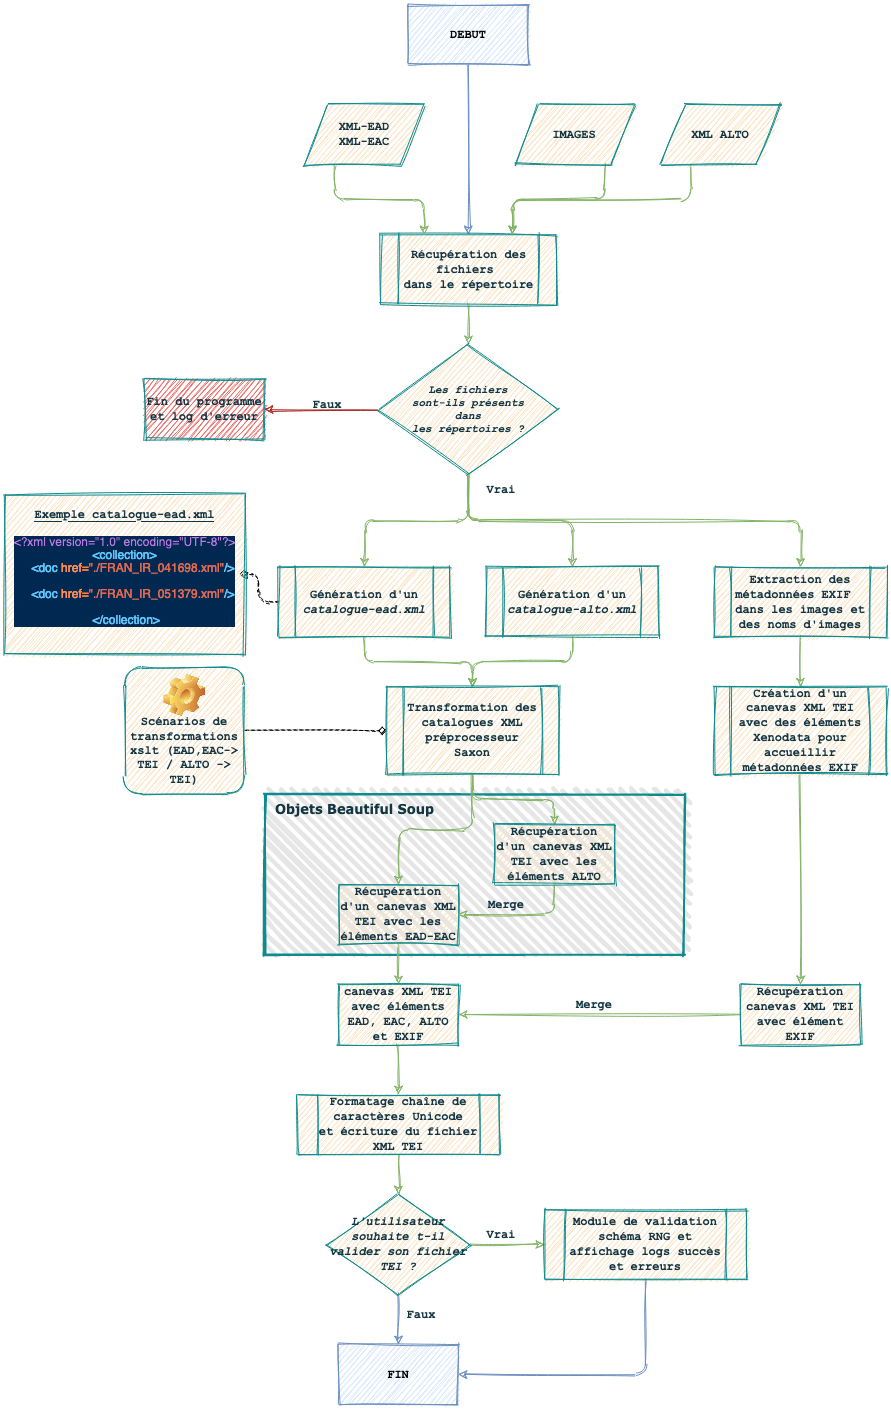 DEBUT
XML-EAD
XML-EAC
IMAGES
XML ALTO
Récupération des
fichiers
dans le répertoire
Les fichiers
sont-ils présents
dans
les répertoires ?
Faux
Fin du programme
et log d'erreur
Vrai
Exemple catalogue-ead.xml
<?xml version="1.0" encoding="UTF-8"?>
<collection>
<doc href="./FRAN_IR_041698.xml"/>
<doc href="./FRAN_IR_051379.xml"/>
</collection>
Génération d'un
catalogue-ead.xml
Génération d'un
catalogue-alto.xml
Extraction des
métadonnées EXIF
dans les images et
des noms d'images
Scénarios de
transformations
xslt (EAD,EAC->
TEI / ALTO ->
TEI)
Transformation des
catalogues XML
préprocesseur
Saxon
Création d'un
canevas XML TEI
avec des éléments
Xenodata pour
accueillir
métadonnées EXIF
Objets Beautiful Soup
Récupération
d'un canevas XML
TEI avec les
éléments ALTO
Merge
Récupération
d'un canevas XML
TEI avec les
éléments EAD-EAC
canevas XML TEI
avec éléments
EAD, EAC, ALTO
et EXIF
Merge
Récupération
canevas XML TEI
avec élément
EXIF
Formatage chaîne de
caractères Unicode
et écriture du fichier
XML TEI
L'utilisateur
souhaite t-il
valider son fichier
TEI ?
Vrai
Module de validation
schéma RNG et
affichage logs succès
et erreurs
Faux
FIN